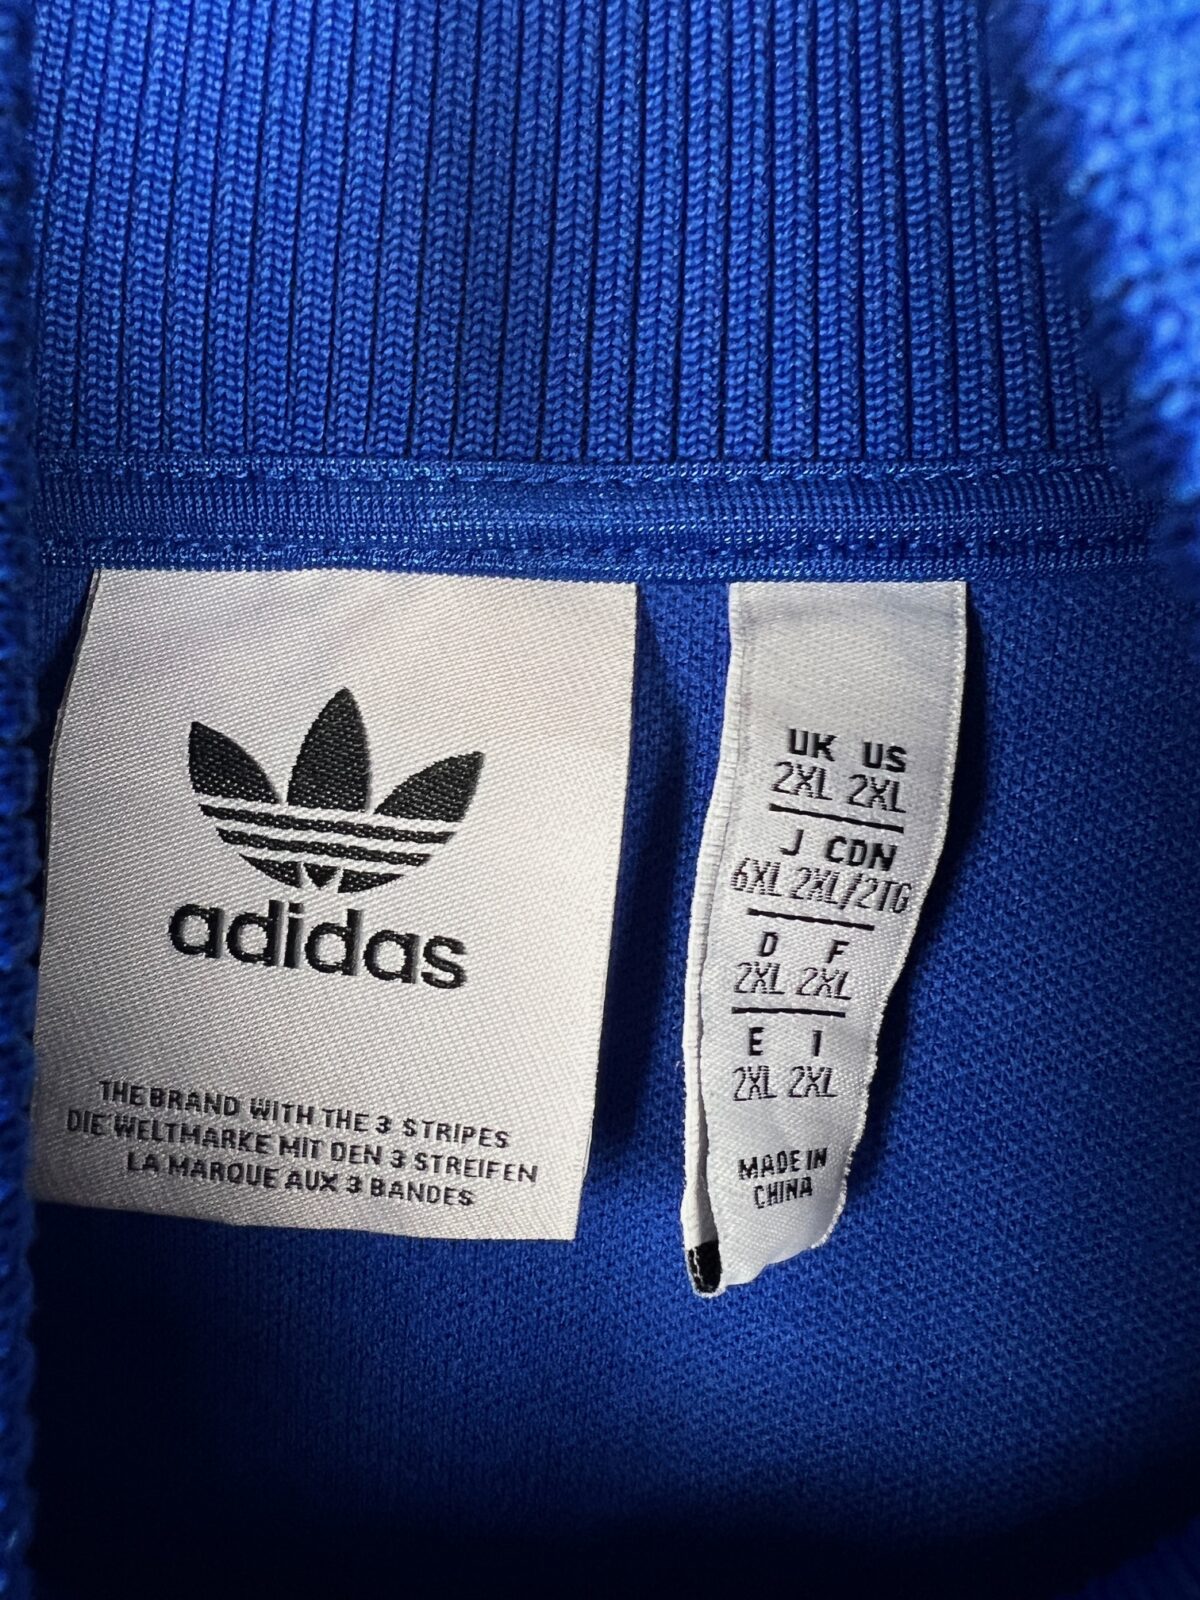 adidas
THE BRAND WITH THE 3 STRIPES
DIE WELTMARKE MIT DEN 3 STREIFEN
LA MARQUE AUX 3 BANDES
UK US
2XL 2XL
J CDN
6XL 2XL/2TG
D F
2XL 2XL
E I
2XL 2XL
MADE IN
CHINA